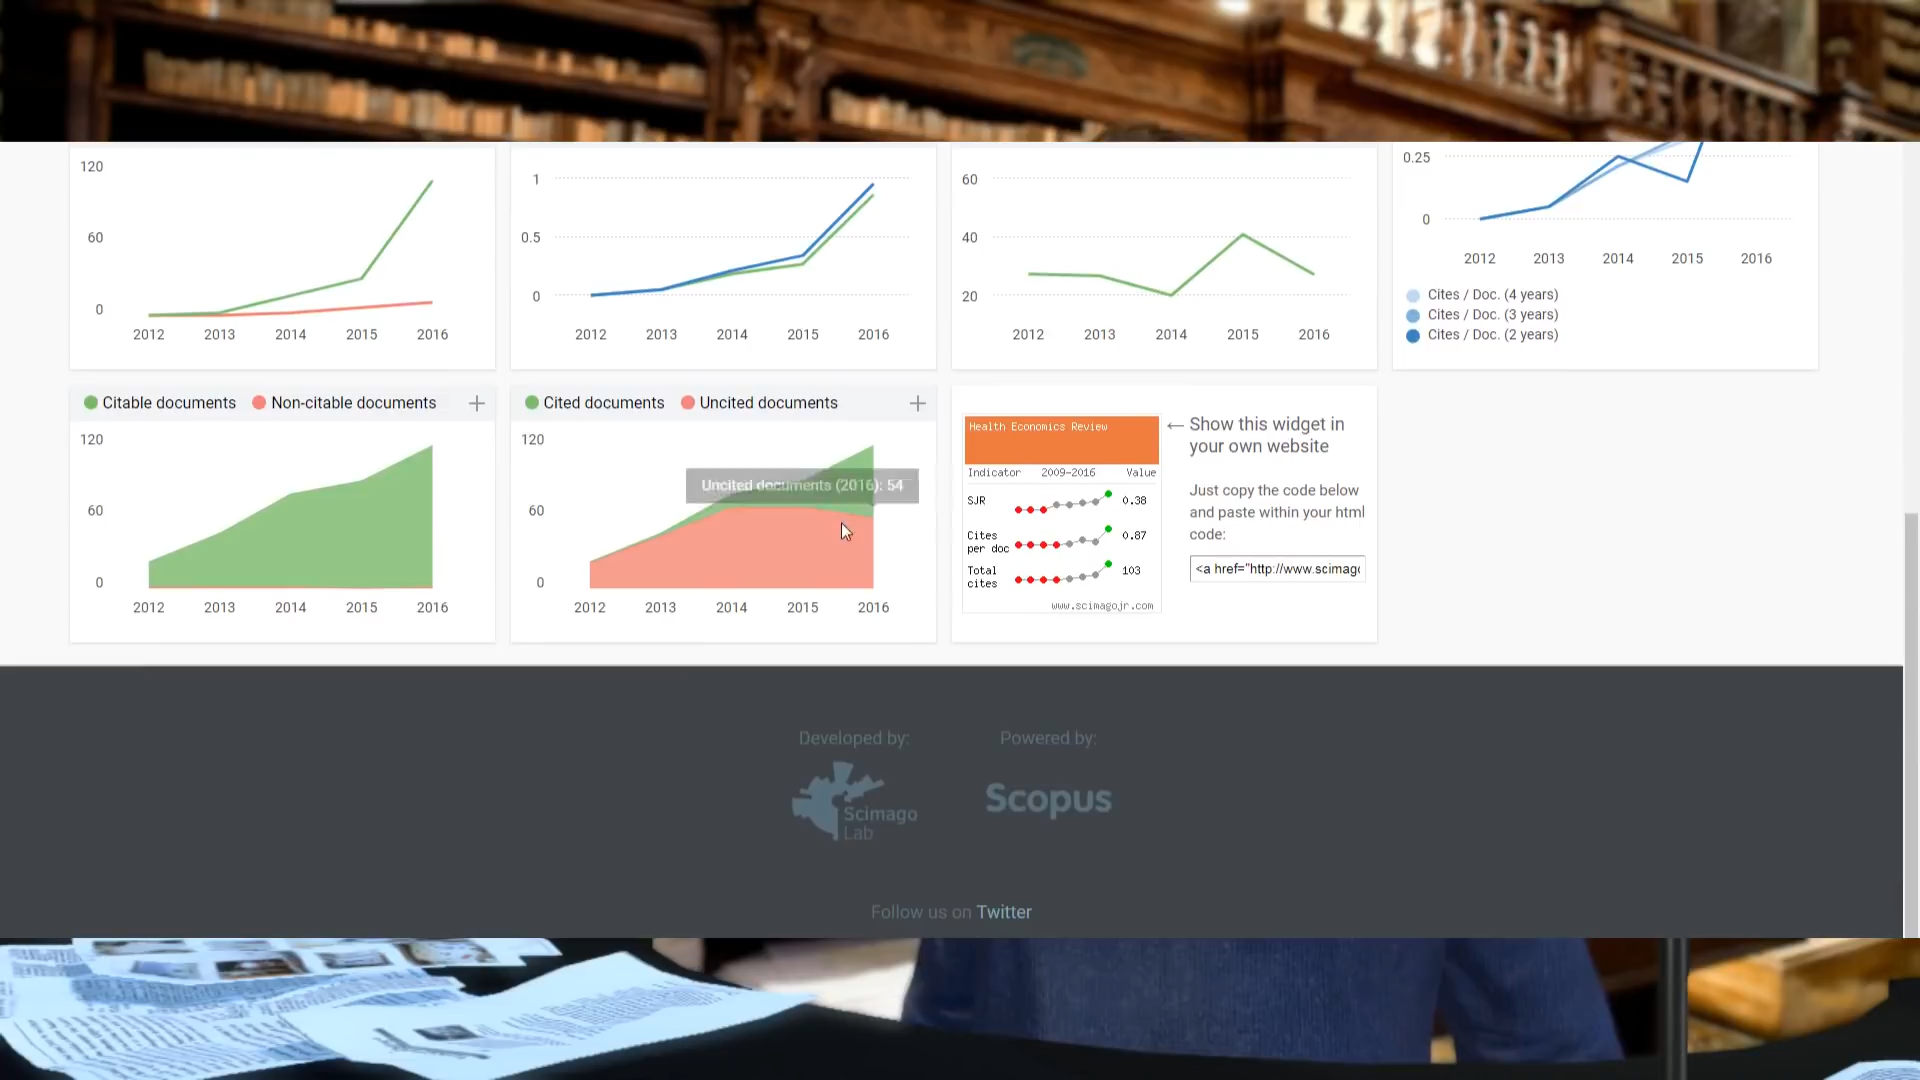 120
60
0
2012 2013 2014 2015 2016
1
0.5
0
2012 2013 2014 2015 2016
60
40
20
2012 2013 2014 2015 2016
0.25
0
2012 2013 2014 2015 2016
Cites / Doc. (4 years)
Cites / Doc. (3 years)
Cites / Doc. (2 years)
Citable documents Non-citable documents +
120
60
0
2012 2013 2014 2015 2016
Cited documents Uncited documents +
120
Uncited documents (2016): 54
60
0
2012 2013 2014 2015 2016
Health Economics Review
Indicator 2009-2016 Value
SJR 0.38
Cites per doc 0.87
Total cites 103
www.scimagojr.com
← Show this widget in
your own website
Just copy the code below
and paste within your html
code:
<a href="http://www.scimag
Developed by:
Scimago
Lab
Powered by:
Scopus
Follow us on Twitter